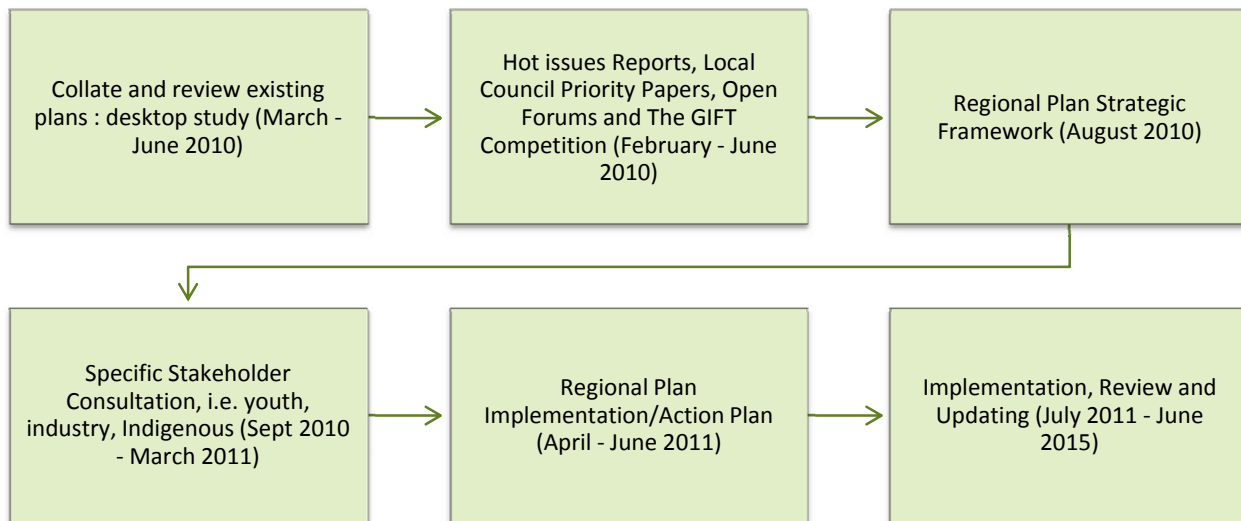 Collate and review existing
plans : desktop study (March -
June 2010)
Hot issues Reports, Local
Council Priority Papers, Open
Forums and The GIFT
Competition (February - June
2010)
Regional Plan Strategic
Framework (August 2010)
Specific Stakeholder
Consultation, i.e. youth,
industry, Indigenous (Sept 2010
- March 2011)
Regional Plan
Implementation/Action Plan
(April - June 2011)
Implementation, Review and
Updating (July 2011 - June
2015)